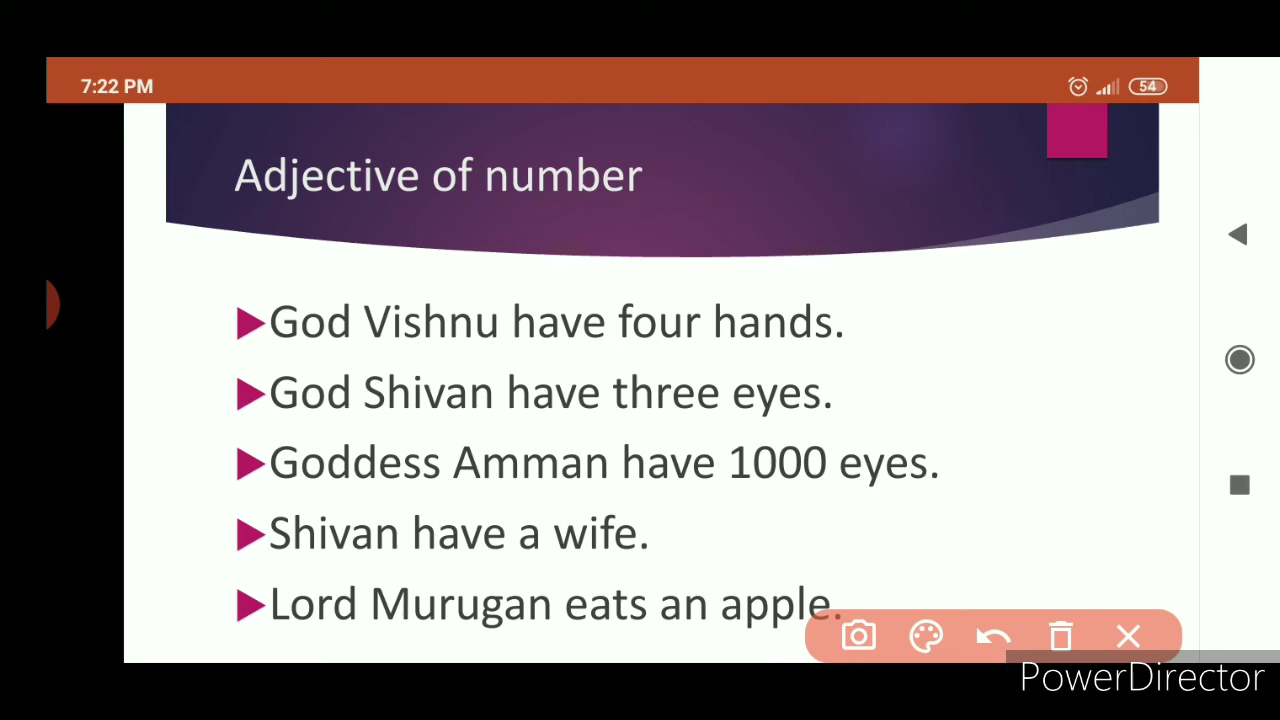 7:22 PM
54
Adjective of number
God Vishnu have four hands.
God Shivan have three eyes.
Goddess Amman have 1000 eyes.
Shivan have a wife.
Lord Murugan eats an apple.
PowerDirector